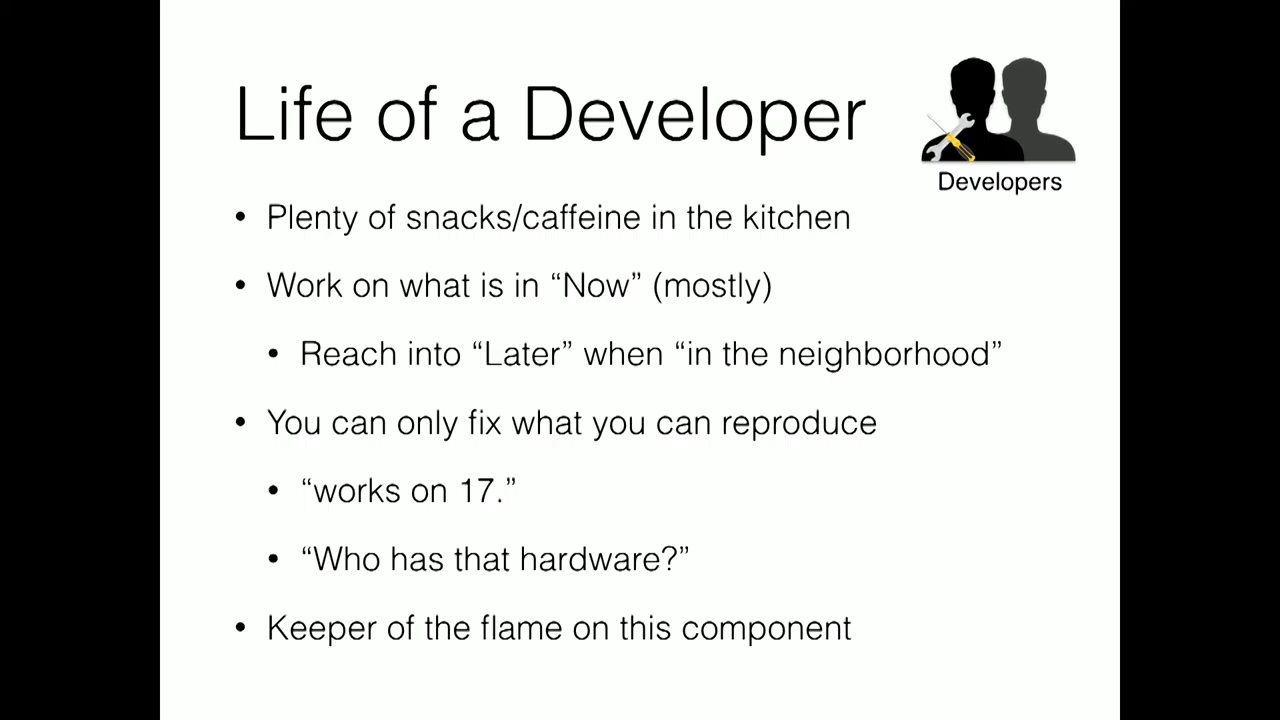 Life of a Developer
Developers
• Plenty of snacks/caffeine in the kitchen
• Work on what is in “Now” (mostly)
• Reach into “Later” when “in the neighborhood”
• You can only fix what you can reproduce
• “works on 17.”
• “Who has that hardware?”
• Keeper of the flame on this component